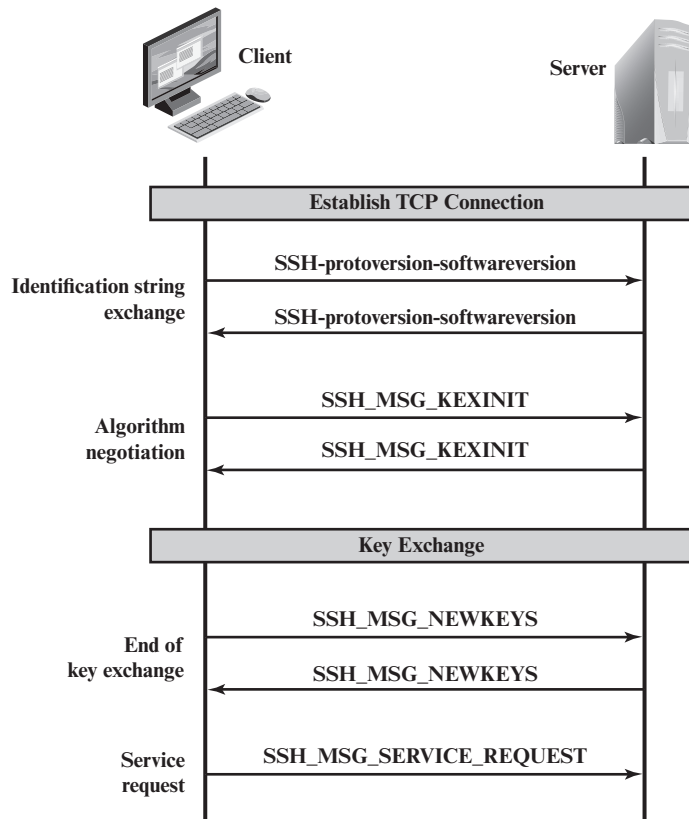 Client
Server
Establish TCP Connection
SSH-protoversion-softwareversion
Identification string
exchange
SSH-protoversion-softwareversion
SSH_MSG_KEXINIT
Algorithm
negotiation
SSH_MSG_KEXINIT
Key Exchange
SSH_MSG_NEWKEYS
End of
key exchange
SSH_MSG_NEWKEYS
Service
request
SSH_MSG_SERVICE_REQUEST